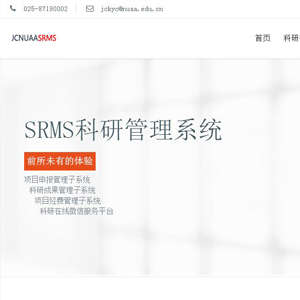 025-87190002 jckyc@nuaa.edu.cn
JCNUAASRMS 首页 科研
SRMS科研管理系统
前所未有的体验
项目申报管理子系统
科研成果管理子系统
项目经费管理子系统
科研在线微信服务平台